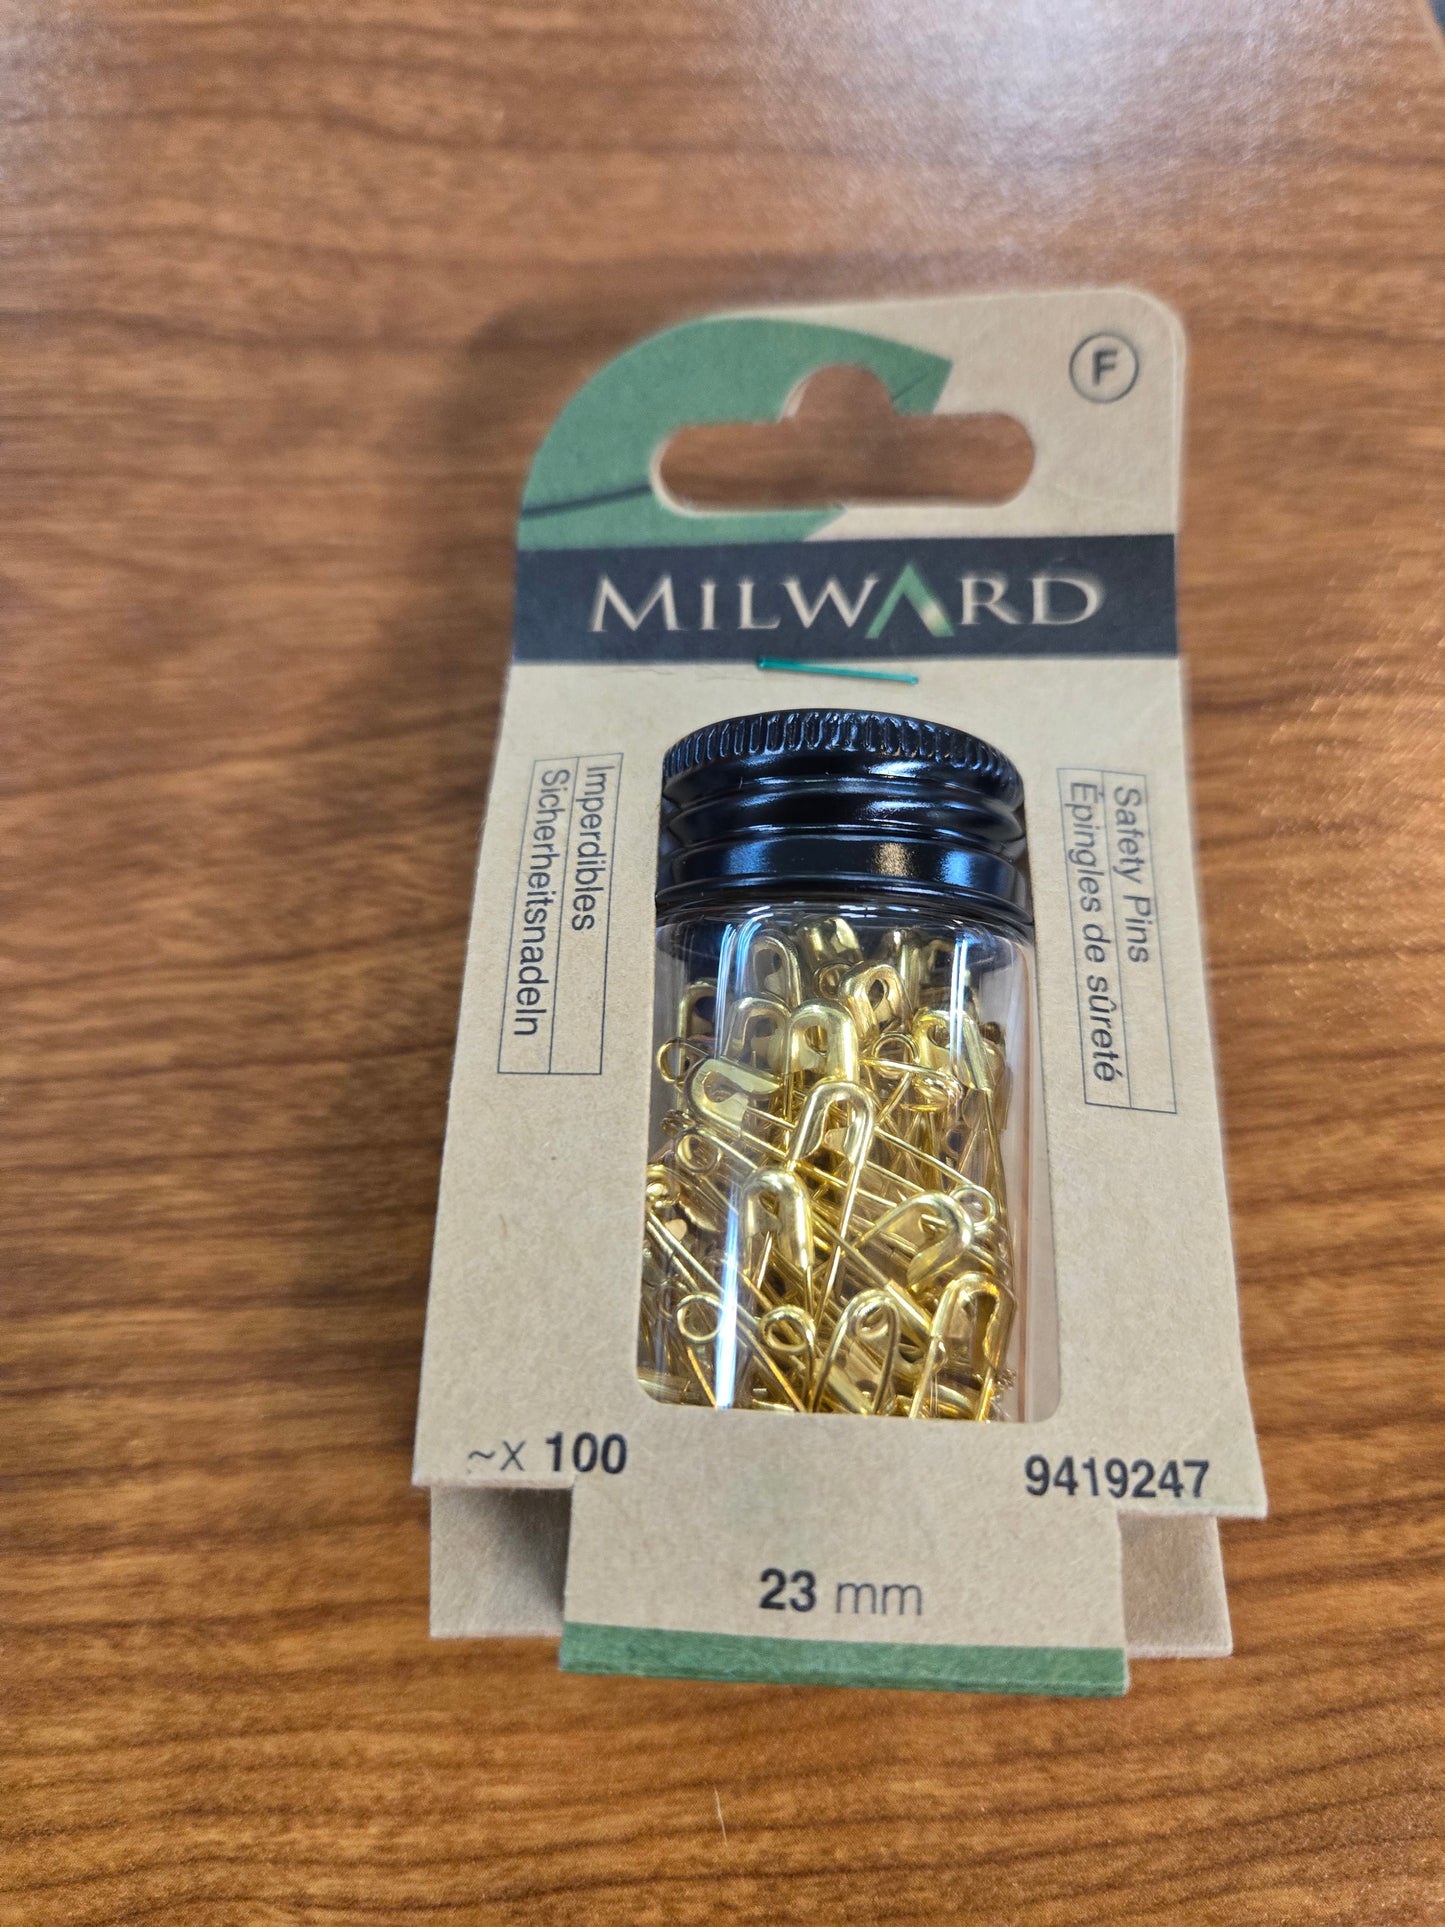 F
MILWARD
Imperdibles
Sicherheitsnadeln
Safety Pins
Épingles de sûreté
~x 100
9419247
23 mm